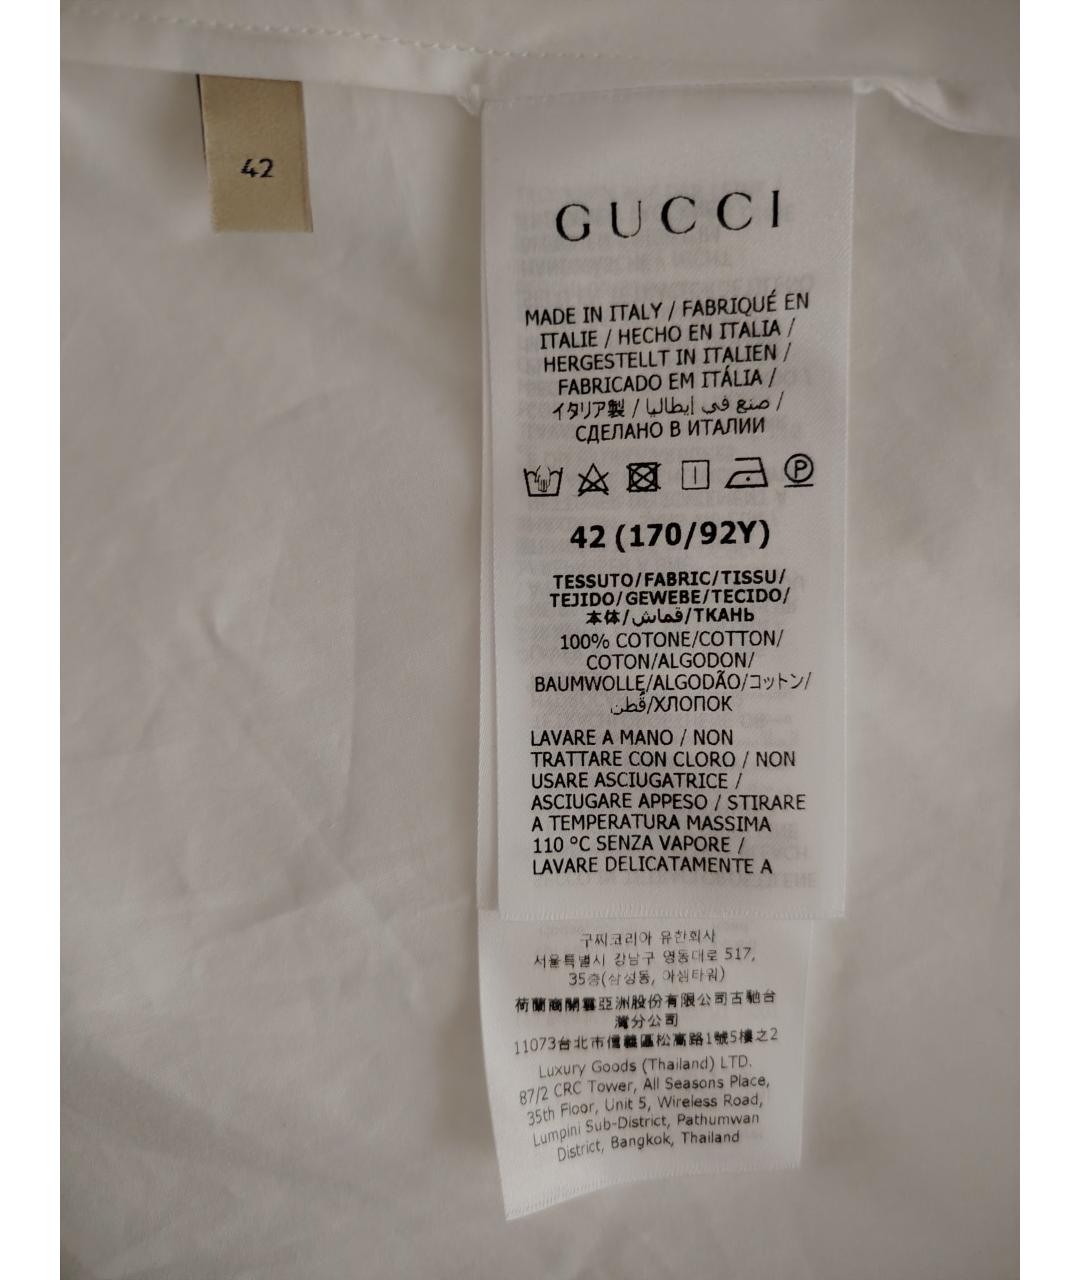 42
GUCCI
MADE IN ITALY / FABRIQUÉ EN
ITALIE / HECHO EN ITALIA /
HERGESTELLT IN ITALIEN /
FABRICADO EM ITÁLIA /
イタリア製 / صنع في إيطاليا /
СДЕЛАНО В ИТАЛИИ
P
42 (170/92Y)
TESSUTO/FABRIC/TISSU/
TEJIDO/GEWEBE/TECIDO/
本体/قماش/ТКАНЬ
100% COTONE/COTTON/
COTON/ALGODON/
BAUMWOLLE/ALGODÃO/コットン/
قُطن/ХЛОПОК
LAVARE A MANO / NON
TRATTARE CON CLORO / NON
USARE ASCIUGATRICE /
ASCIUGARE APPESO / STIRARE
A TEMPERATURA MASSIMA
110 °C SENZA VAPORE /
LAVARE DELICATAMENTE A
구찌코리아 유한회사
서울특별시 강남구 영동대로 517,
35층(삼성동, 아셈타워)
荷蘭商開雲亞洲股份有限公司古馳台
灣分公司
11073台北市信義區松高路1號5樓之2
Luxury Goods (Thailand) LTD.
87/2 CRC Tower, All Seasons Place,
35th Floor, Unit 5, Wireless Road,
Lumpini Sub-District, Pathumwan
District, Bangkok, Thailand